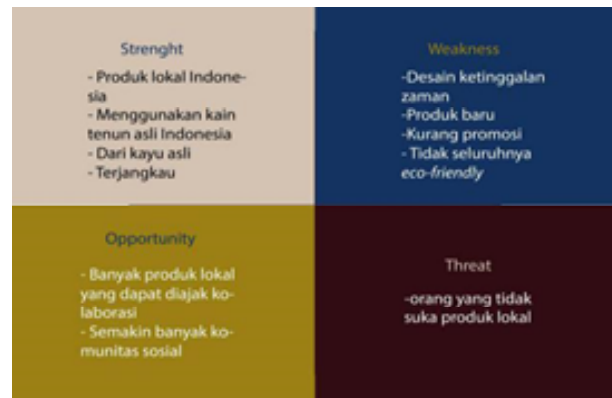 Strenght
- Produk lokal Indone-
sia
- Menggunakan kain
tenun asli Indonesia
- Dari kayu asli
- Terjangkau
Weakness
-Desain ketinggalan
zaman
-Produk baru
-Kurang promosi
- Tidak seluruhnya
eco-friendly
Opportunity
- Banyak produk lokal
yang dapat diajak ko-
laborasi
- Semakin banyak ko-
munitas sosial
Threat
-orang yang tidak
suka produk lokal